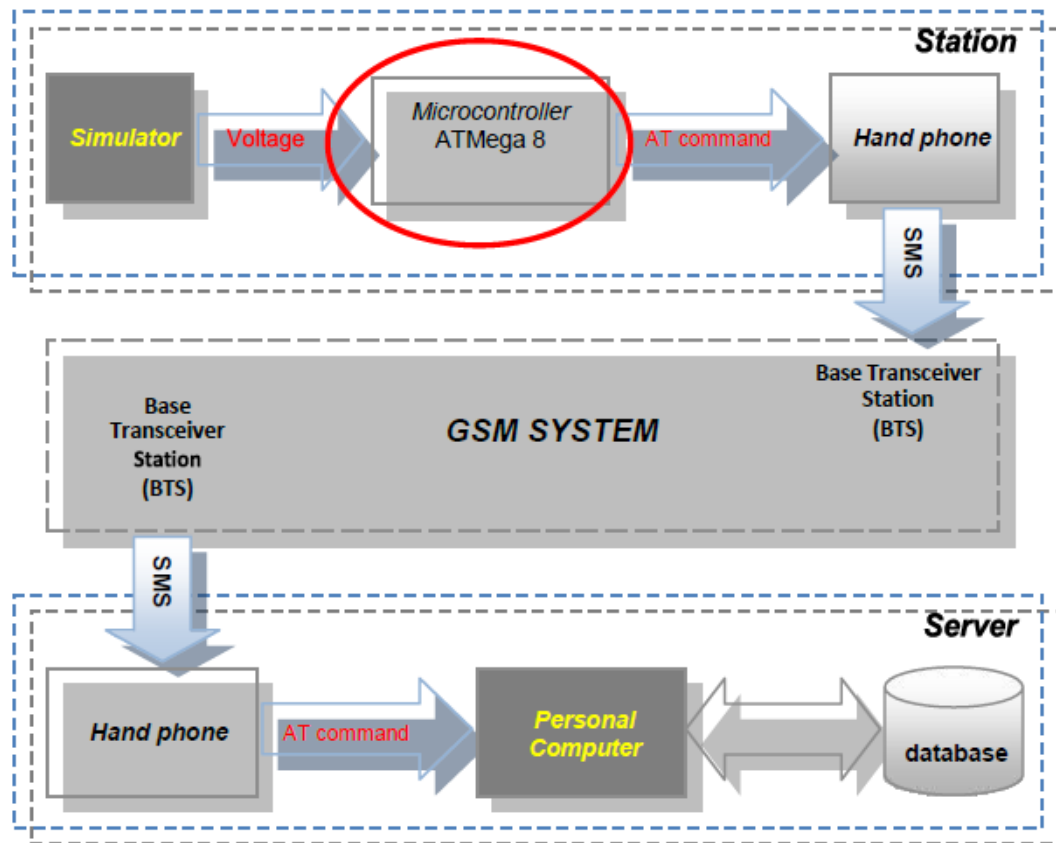 Station
Simulator
Voltage
Microcontroller
ATMega 8
AT command
Hand phone
SMS
Base Transceiver
Station
(BTS)
GSM SYSTEM
Base
Transceiver
Station
(BTS)
SMS
Server
Hand phone
AT command
Personal
Computer
database